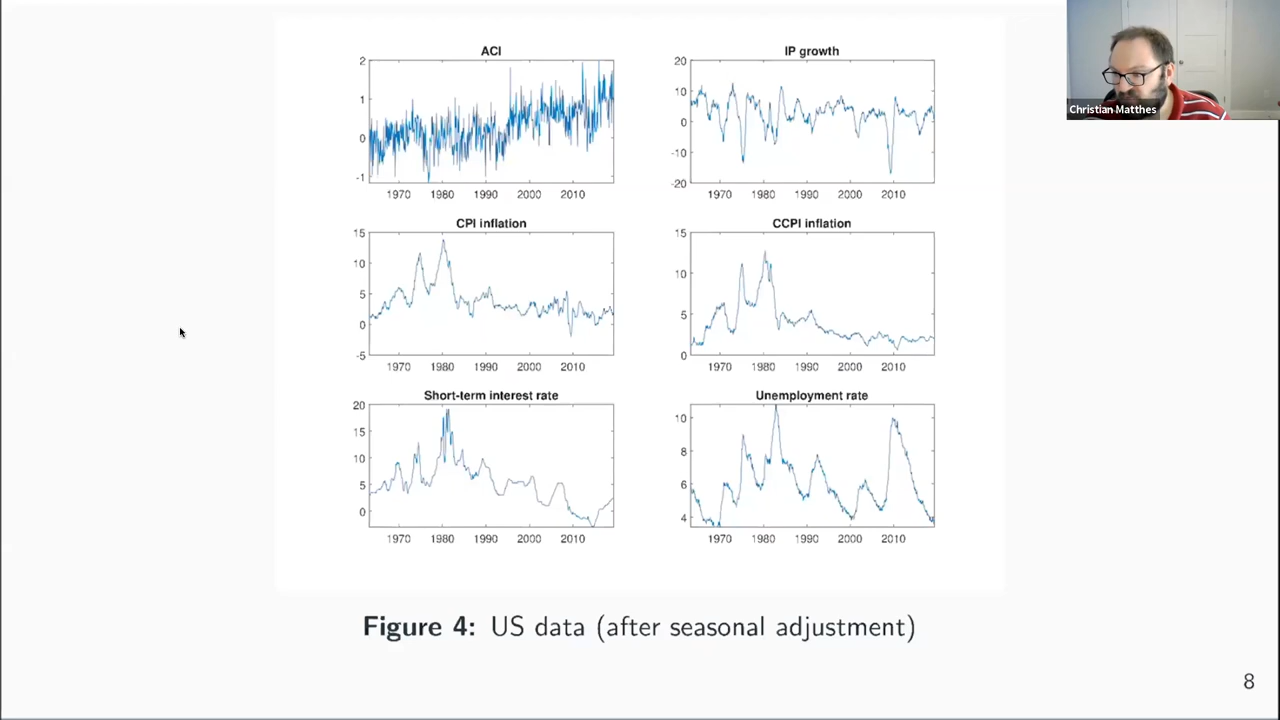 ACI
2
1
0
-1
1970 1980 1990 2000 2010
IP growth
20
10
0
-10
-20
1970 1980 1990 2000 2010
CPI inflation
15
10
5
0
-5
1970 1980 1990 2000 2010
CCPI inflation
15
10
5
0
1970 1980 1990 2000 2010
Short-term interest rate
20
15
10
5
0
1970 1980 1990 2000 2010
Unemployment rate
10
8
6
4
1970 1980 1990 2000 2010
Figure 4: US data (after seasonal adjustment)
8
Christian Matthes